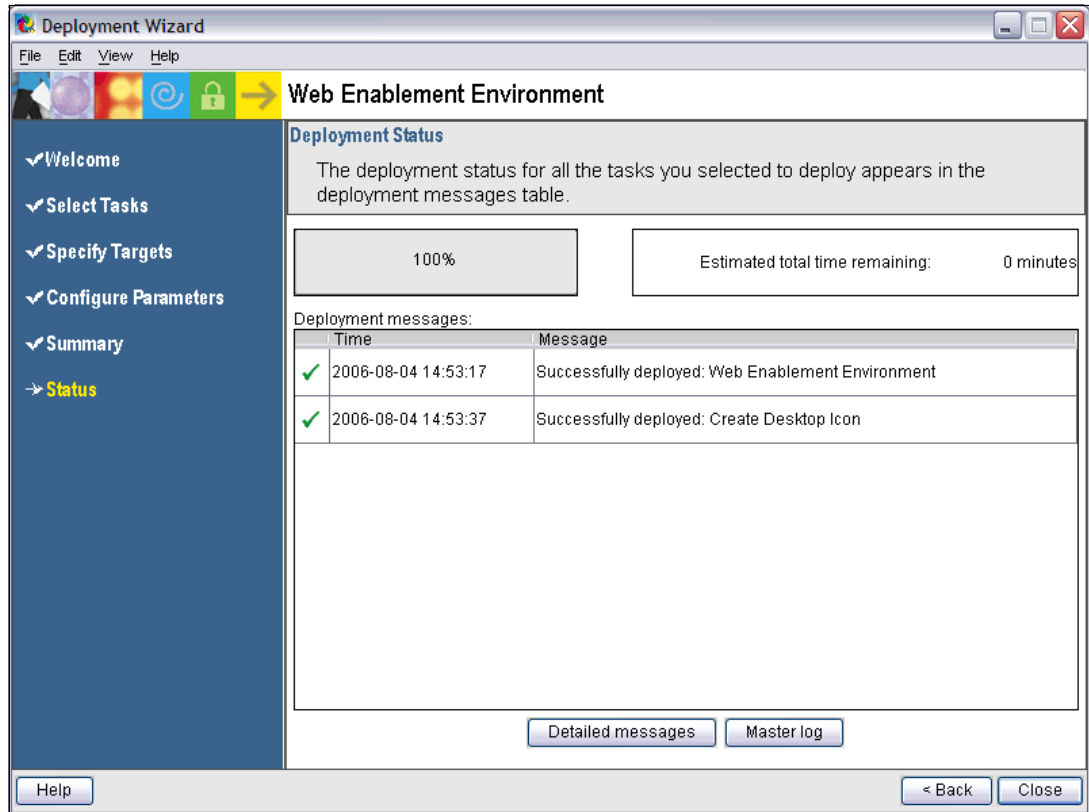 Deployment Wizard
File Edit View Help
Web Enablement Environment
Welcome
Select Tasks
Specify Targets
Configure Parameters
Summary
Status
Deployment Status
The deployment status for all the tasks you selected to deploy appears in the
deployment messages table.
100%
Estimated total time remaining: 0 minutes
Deployment messages:
Time Message
2006-08-04 14:53:17 Successfully deployed: Web Enablement Environment
2006-08-04 14:53:37 Successfully deployed: Create Desktop Icon
Detailed messages Master log
Help < Back Close